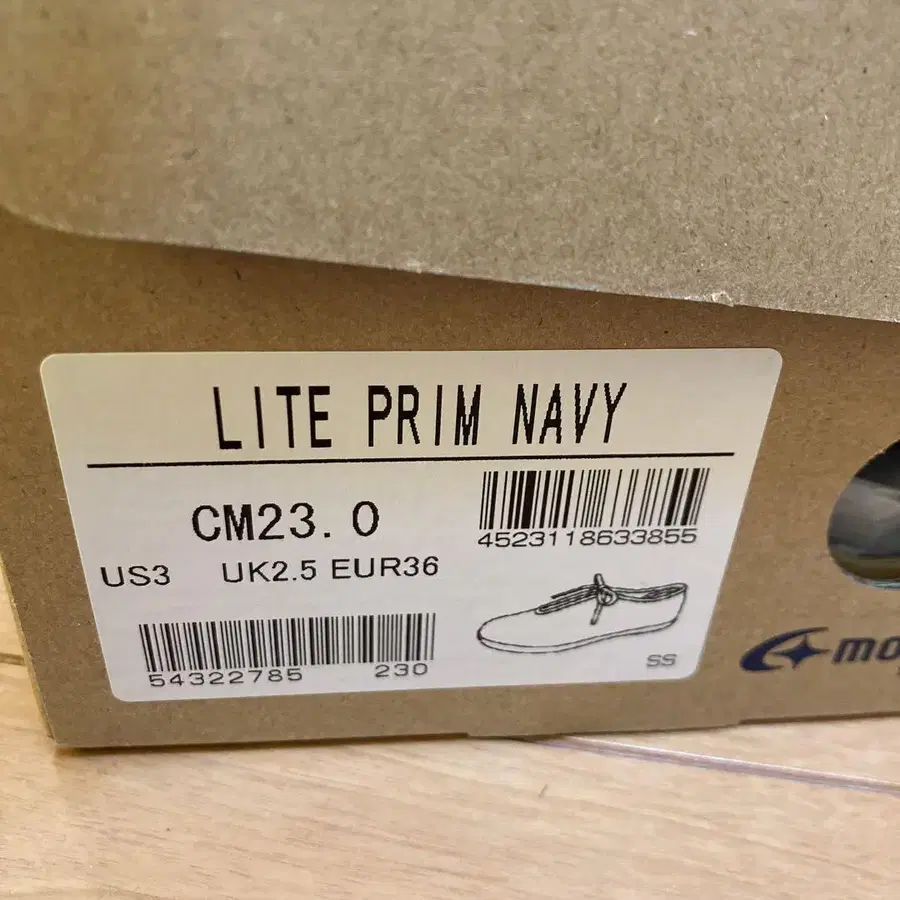 LITE PRIM NAVY
CM23.0
4523118633855
US3 UK2.5 EUR36
54322785 230
SS